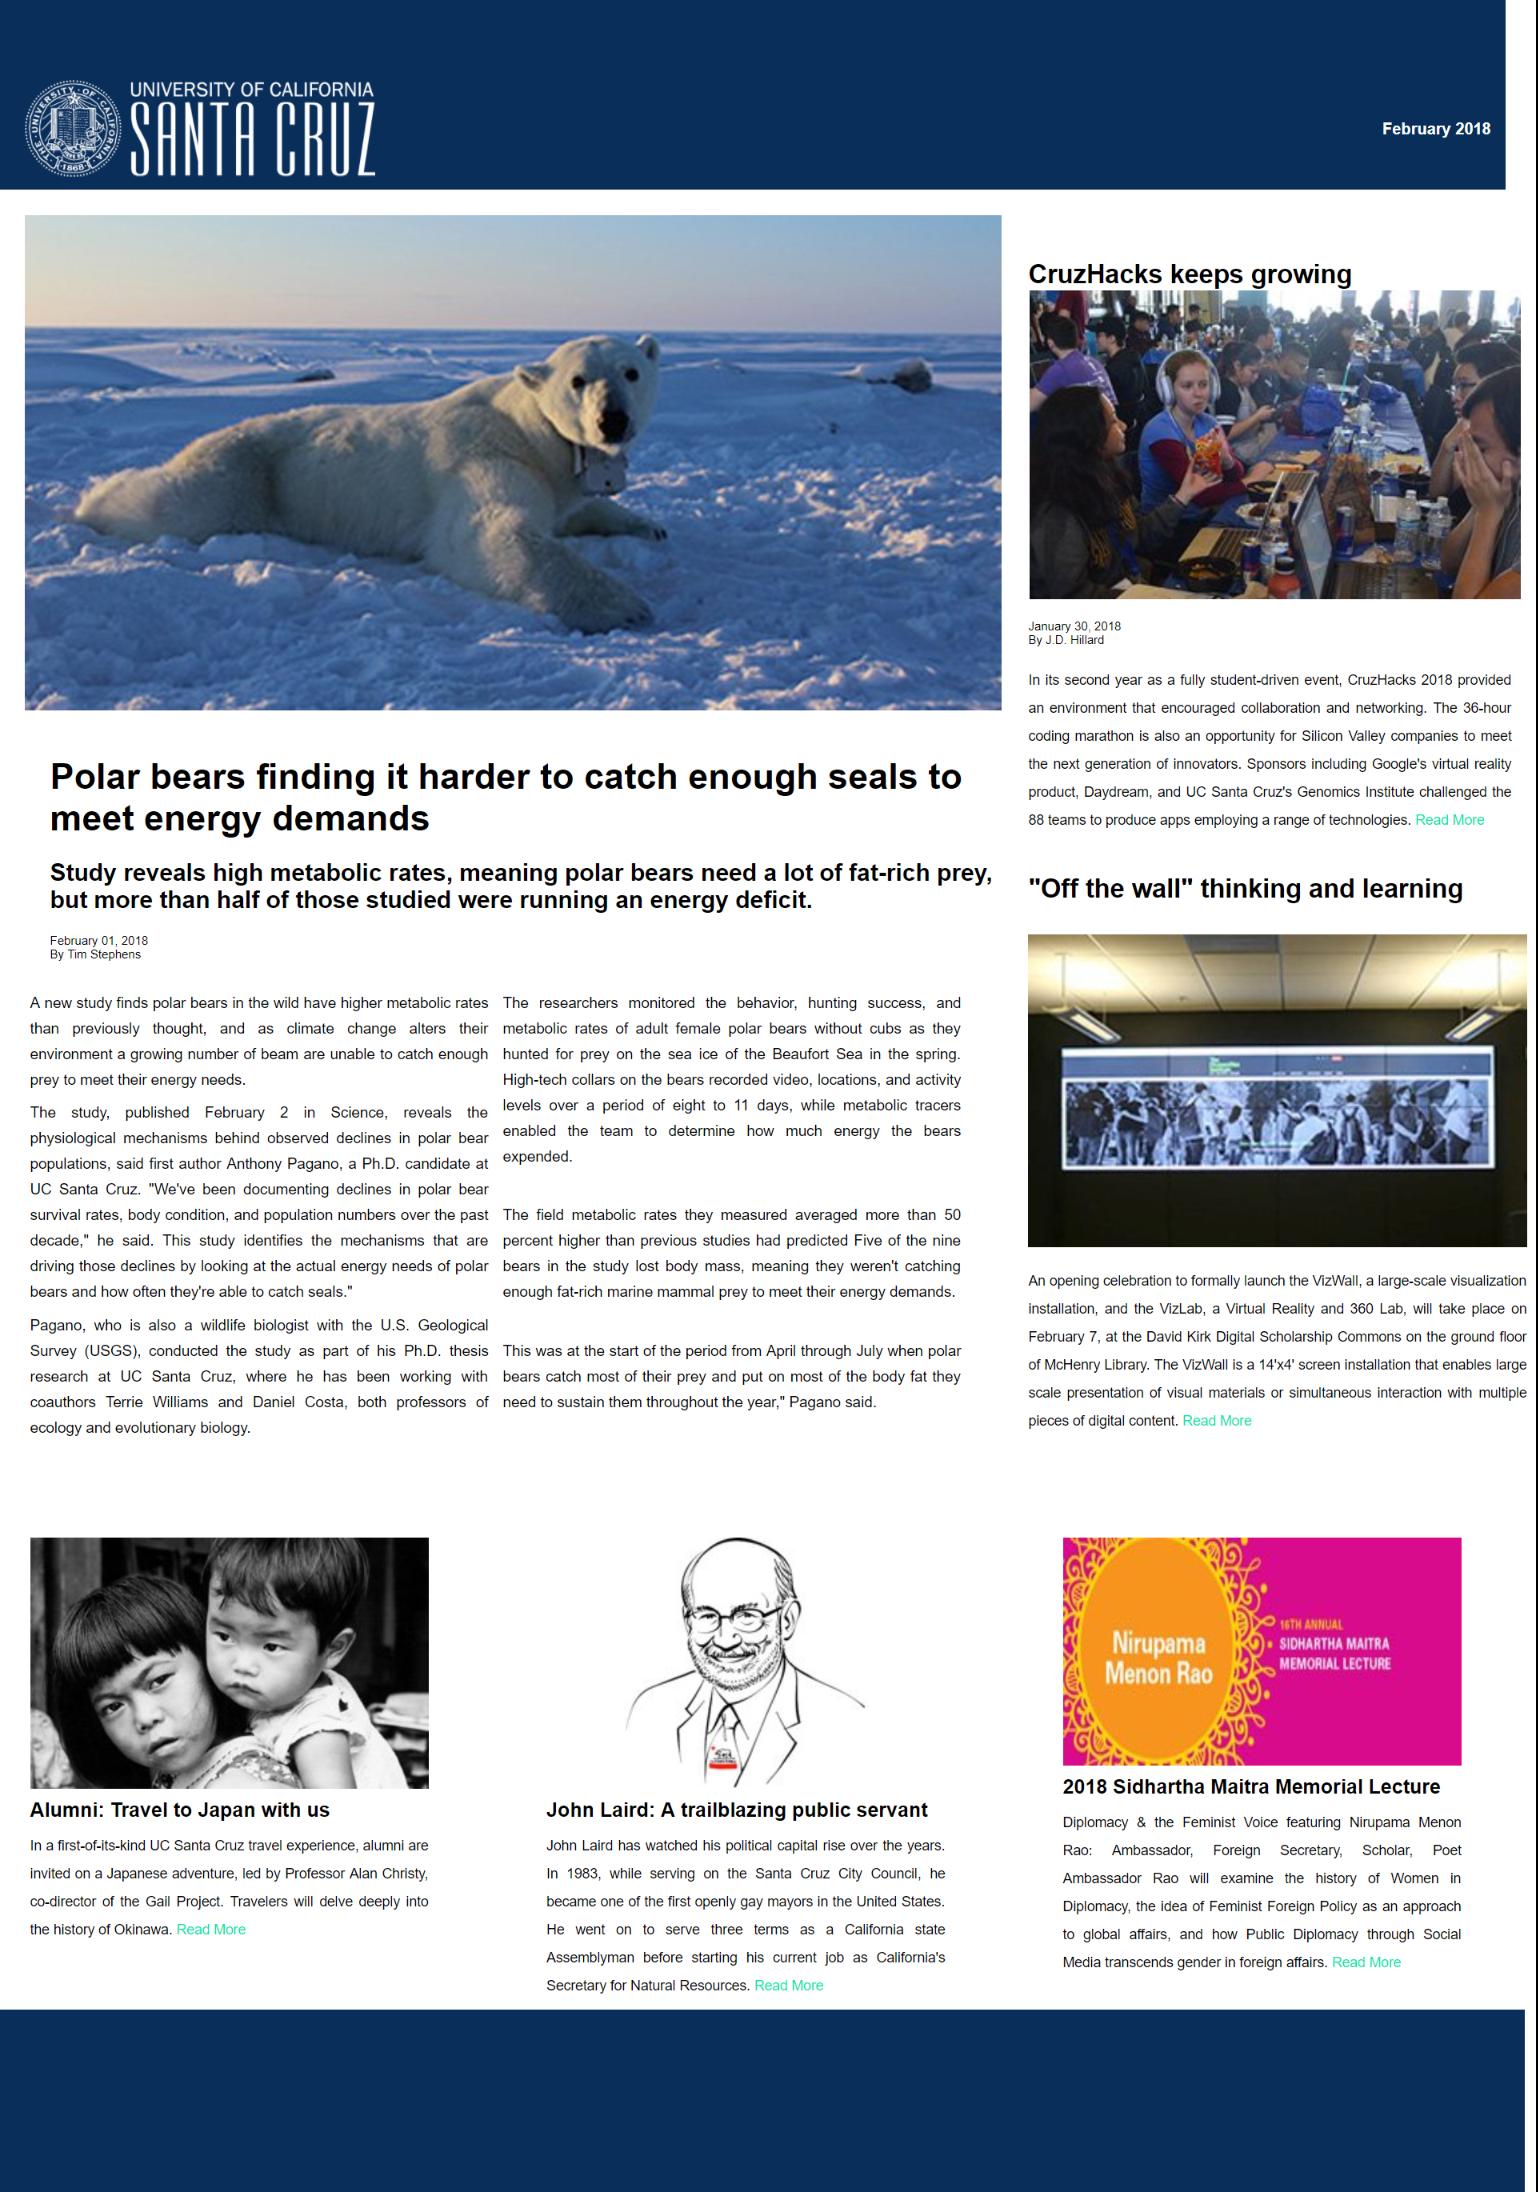 UNIVERSITY OF CALIFORNIA
SANTA CRUZ
February 2018
Polar bears finding it harder to catch enough seals to
meet energy demands
Study reveals high metabolic rates, meaning polar bears need a lot of fat-rich prey,
but more than half of those studied were running an energy deficit.
February 01, 2018
By Tim Stephens
A new study finds polar bears in the wild have higher metabolic rates
than previously thought, and as climate change alters their
environment a growing number of beam are unable to catch enough
prey to meet their energy needs.
The study, published February 2 in Science, reveals the
physiological mechanisms behind observed declines in polar bear
populations, said first author Anthony Pagano, a Ph.D. candidate at
UC Santa Cruz. "We've been documenting declines in polar bear
survival rates, body condition, and population numbers over the past
decade," he said. This study identifies the mechanisms that are
driving those declines by looking at the actual energy needs of polar
bears and how often they're able to catch seals."
Pagano, who is also a wildlife biologist with the U.S. Geological
Survey (USGS), conducted the study as part of his Ph.D. thesis
research at UC Santa Cruz, where he has been working with
coauthors Terrie Williams and Daniel Costa, both professors of
ecology and evolutionary biology.
The researchers monitored the behavior, hunting success, and
metabolic rates of adult female polar bears without cubs as they
hunted for prey on the sea ice of the Beaufort Sea in the spring.
High-tech collars on the bears recorded video, locations, and activity
levels over a period of eight to 11 days, while metabolic tracers
enabled the team to determine how much energy the bears
expended.
The field metabolic rates they measured averaged more than 50
percent higher than previous studies had predicted Five of the nine
bears in the study lost body mass, meaning they weren't catching
enough fat-rich marine mammal prey to meet their energy demands.
This was at the start of the period from April through July when polar
bears catch most of their prey and put on most of the body fat they
need to sustain them throughout the year," Pagano said.
CruzHacks keeps growing
January 30, 2018
By J.D. Hillard
In its second year as a fully student-driven event, CruzHacks 2018 provided
an environment that encouraged collaboration and networking. The 36-hour
coding marathon is also an opportunity for Silicon Valley companies to meet
the next generation of innovators. Sponsors including Google's virtual reality
product, Daydream, and UC Santa Cruz's Genomics Institute challenged the
88 teams to produce apps employing a range of technologies. Read More
"Off the wall" thinking and learning
An opening celebration to formally launch the VizWall, a large-scale visualization
installation, and the VizLab, a Virtual Reality and 360 Lab, will take place on
February 7, at the David Kirk Digital Scholarship Commons on the ground floor
of McHenry Library. The VizWall is a 14'x4' screen installation that enables large
scale presentation of visual materials or simultaneous interaction with multiple
pieces of digital content. Read More
Alumni: Travel to Japan with us
In a first-of-its-kind UC Santa Cruz travel experience, alumni are
invited on a Japanese adventure, led by Professor Alan Christy,
co-director of the Gail Project. Travelers will delve deeply into
the history of Okinawa. Read More
John Laird: A trailblazing public servant
John Laird has watched his political capital rise over the years.
In 1983, while serving on the Santa Cruz City Council, he
became one of the first openly gay mayors in the United States.
He went on to serve three terms as a California state
Assemblyman before starting his current job as California's
Secretary for Natural Resources. Read More
Nirupama
Menon Rao
16TH ANNUAL
SIDHARTHA MAITRA
MEMORIAL LECTURE
2018 Sidhartha Maitra Memorial Lecture
Diplomacy & the Feminist Voice featuring Nirupama Menon
Rao: Ambassador, Foreign Secretary, Scholar, Poet
Ambassador Rao will examine the history of Women in
Diplomacy, the idea of Feminist Foreign Policy as an approach
to global affairs, and how Public Diplomacy through Social
Media transcends gender in foreign affairs. Read More